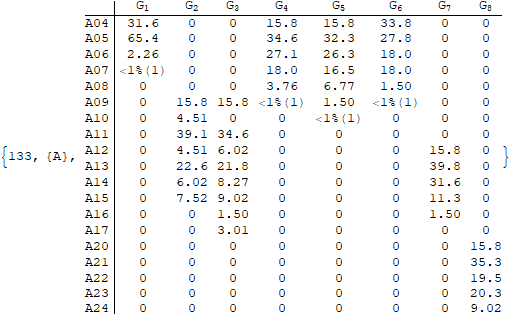 G₁ G₂ G₃ G₄ G₅ G₆ G₇ G₈
A04 31.6 0 0 15.8 15.8 33.8 0 0
A05 65.4 0 0 34.6 32.3 27.8 0 0
A06 2.26 0 0 27.1 26.3 18.0 0 0
A07 <1%(1) 0 0 18.0 16.5 18.0 0 0
A08 0 0 0 3.76 6.77 1.50 0 0
A09 0 15.8 15.8 <1%(1) 1.50 <1%(1) 0 0
A10 0 4.51 0 0 <1%(1) 0 0 0
A11 0 39.1 34.6 0 0 0 0 0
A12 0 4.51 6.02 0 0 0 15.8 0
{133, {A}, }
A13 0 22.6 21.8 0 0 0 39.8 0
A14 0 6.02 8.27 0 0 0 31.6 0
A15 0 7.52 9.02 0 0 0 11.3 0
A16 0 0 1.50 0 0 0 1.50 0
A17 0 0 3.01 0 0 0 0 0
A20 0 0 0 0 0 0 0 15.8
A21 0 0 0 0 0 0 0 35.3
A22 0 0 0 0 0 0 0 19.5
A23 0 0 0 0 0 0 0 20.3
A24 0 0 0 0 0 0 0 9.02